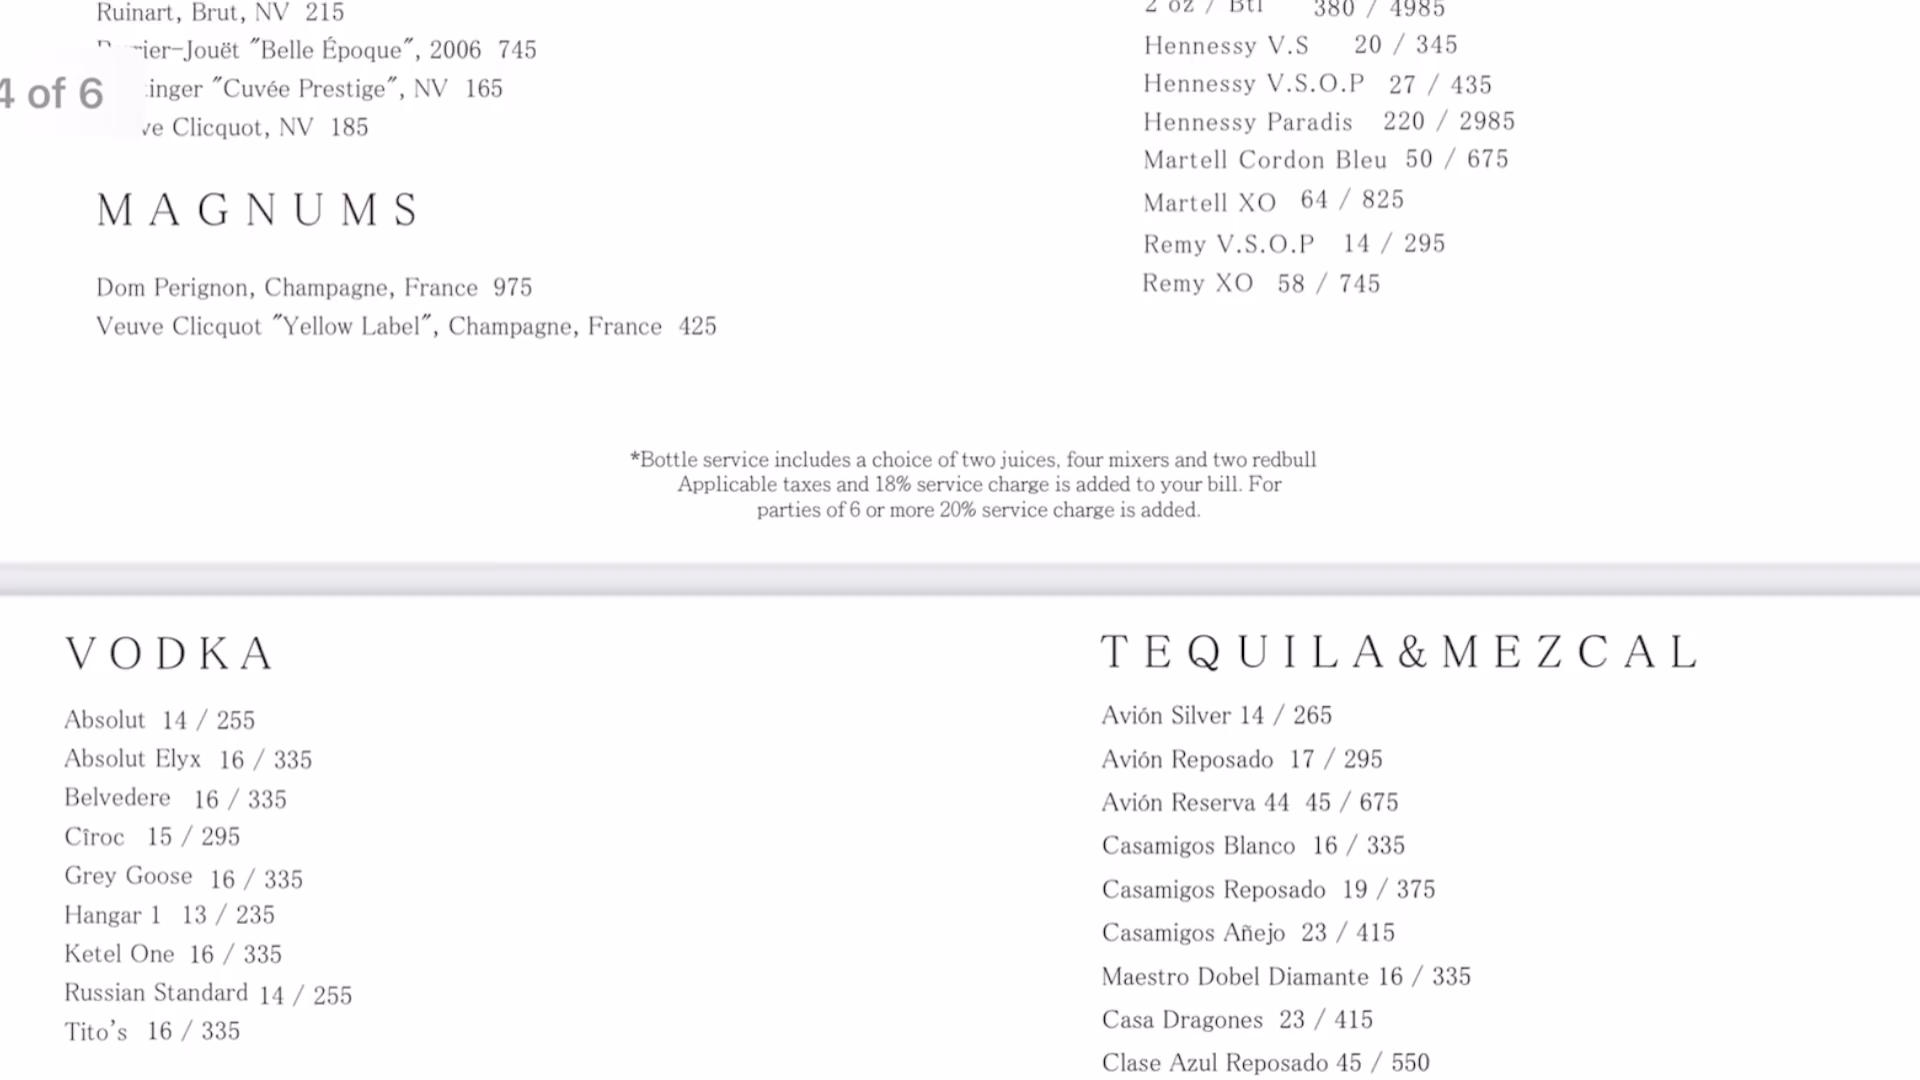 Ruinart, Brut, NV 215
ier-Jouët "Belle Époque", 2006 745
4 of 6
inger "Cuvée Prestige", NV 165
ve Clicquot, NV 185
MAGNUMS
Dom Perignon, Champagne, France 975
Veuve Clicquot "Yellow Label", Champagne, France 425
2 oz / Btl 380 / 4985
Hennessy V.S 20 / 345
Hennessy V.S.O.P 27 / 435
Hennessy Paradis 220 / 2985
Martell Cordon Bleu 50 / 675
Martell XO 64 / 825
Remy V.S.O.P 14 / 295
Remy XO 58 / 745
*Bottle service includes a choice of two juices, four mixers and two redbull
Applicable taxes and 18% service charge is added to your bill. For
parties of 6 or more 20% service charge is added.
VODKA
Absolut 14 / 255
Absolut Elyx 16 / 335
Belvedere 16 / 335
Cîroc 15 / 295
Grey Goose 16 / 335
Hangar 1 13 / 235
Ketel One 16 / 335
Russian Standard 14 / 255
Tito's 16 / 335
TEQUILA&MEZCAL
Avión Silver 14 / 265
Avión Reposado 17 / 295
Avión Reserva 44 45 / 675
Casamigos Blanco 16 / 335
Casamigos Reposado 19 / 375
Casamigos Añejo 23 / 415
Maestro Dobel Diamante 16 / 335
Casa Dragones 23 / 415
Clase Azul Reposado 45 / 550